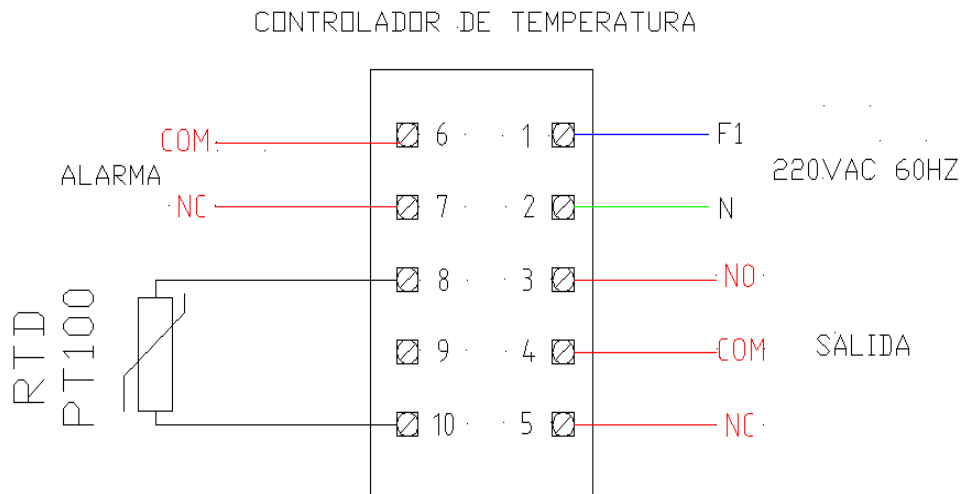 CONTROLADOR DE TEMPERATURA
COM 6 1 F1
ALARMA 220VAC 60HZ
NC 7 2 N
8 3 NO
RTD PT100
9 4 COM SALIDA
10 5 NC